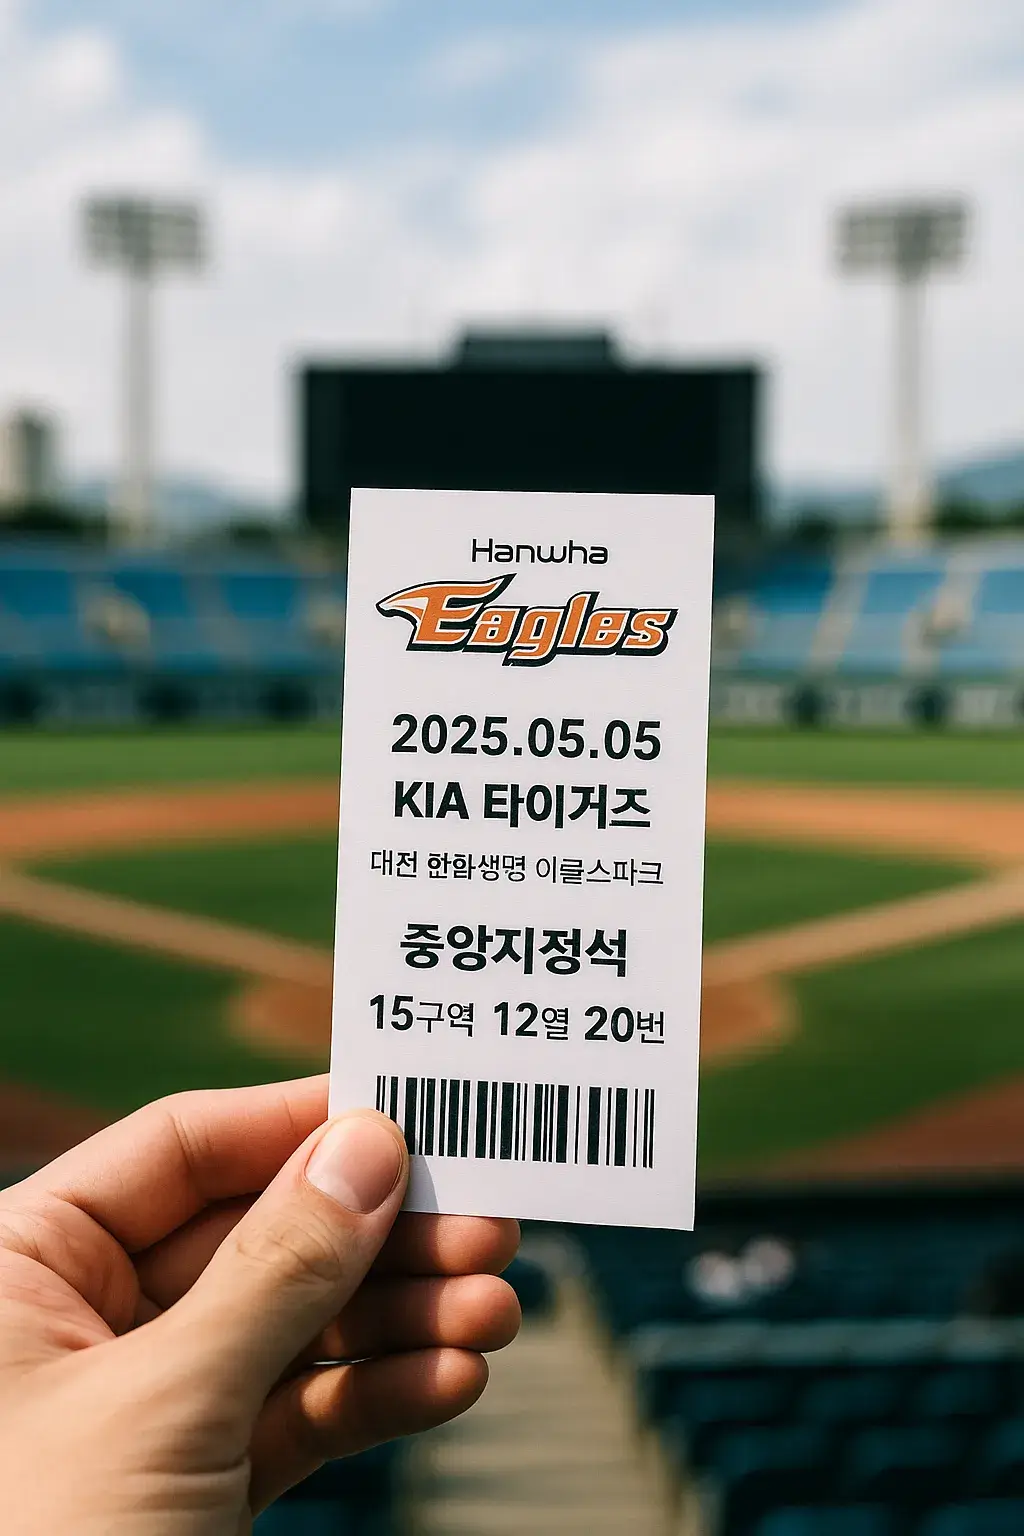 Hanwha
Eagles
2025.05.05
KIA 타이거즈
대전 한화생명 이글스파크
중앙지정석
15구역 12열 20번